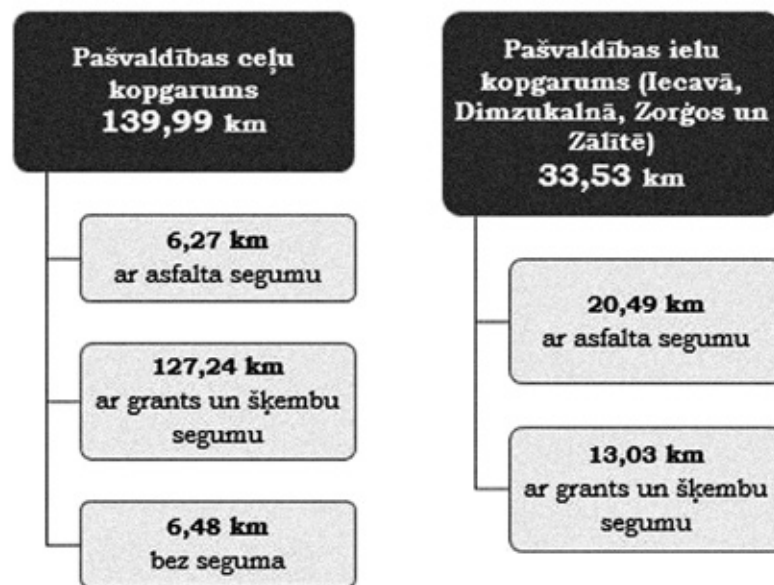 Pašvaldības ceļu
kopgarums
139,99 km
6,27 km
ar asfalta segumu
127,24 km
ar grants un šķembu
segumu
6,48 km
bez seguma
Pašvaldības ielu
kopgarums (Iecavā,
Dimzukalnā, Zorģos un
Zālītē)
33,53 km
20,49 km
ar asfalta segumu
13,03 km
ar grants un šķembu
segumu